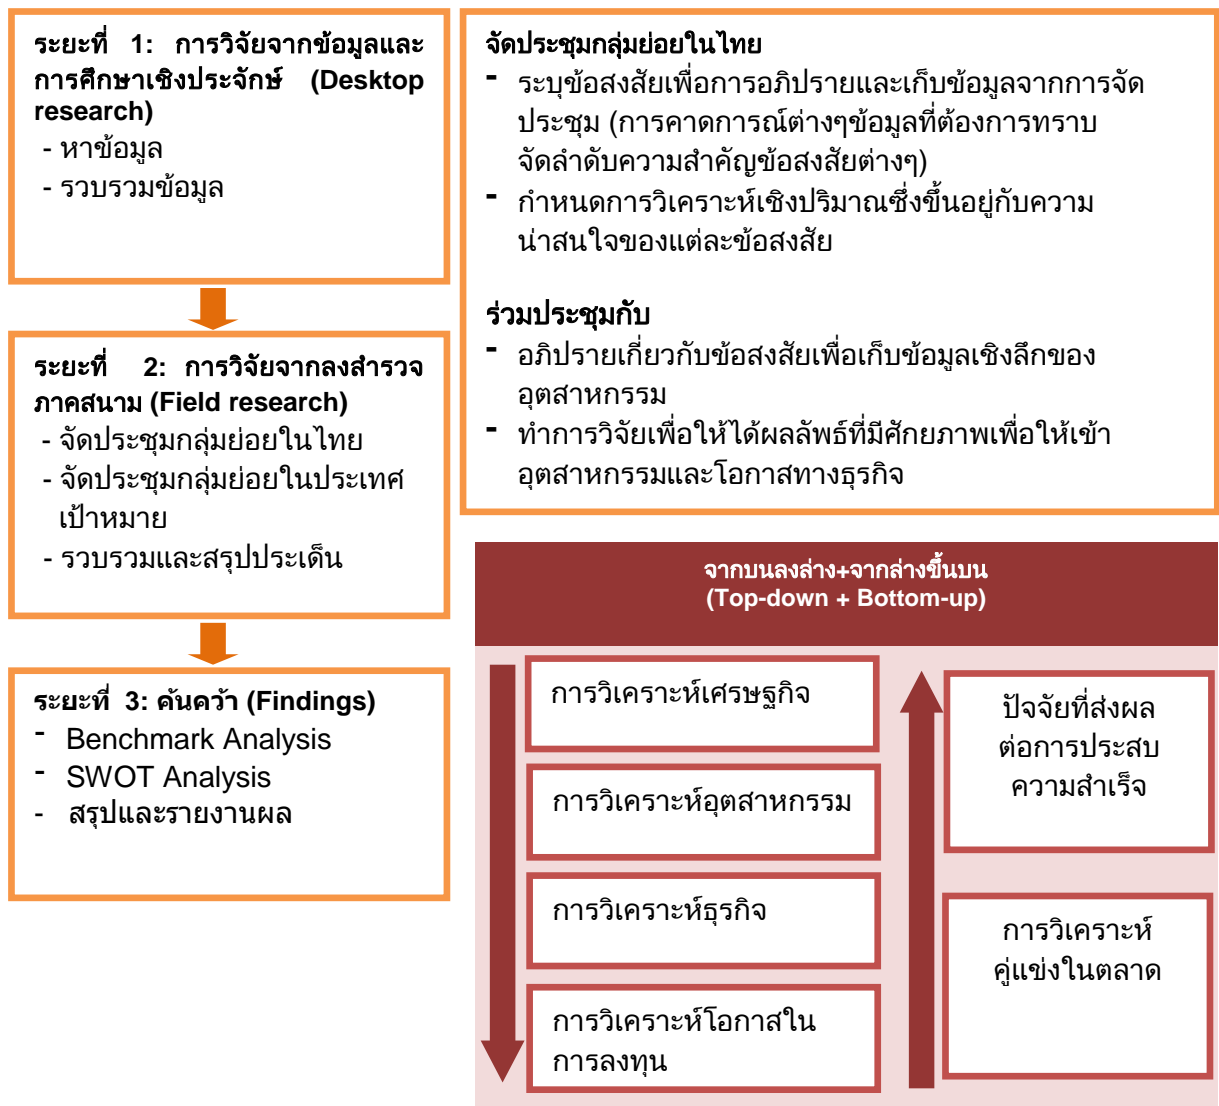 ระยะที่ 1: การวิจัยจากข้อมูลและ
การศึกษาเชิงประจักษ์ (Desktop
research)
- หาข้อมูล
- รวบรวมข้อมูล
ระยะที่ 2: การวิจัยจากลงสำรวจ
ภาคสนาม (Field research)
- จัดประชุมกลุ่มย่อยในไทย
- จัดประชุมกลุ่มย่อยในประเทศ
เป้าหมาย
- รวบรวมและสรุปประเด็น
ระยะที่ 3: ค้นคว้า (Findings)
- Benchmark Analysis
- SWOT Analysis
- สรุปและรายงานผล
จัดประชุมกลุ่มย่อยในไทย
- ระบุข้อสงสัยเพื่อการอภิปรายและเก็บข้อมูลจากการจัด
ประชุม (การคาดการณ์ต่างๆข้อมูลที่ต้องการทราบ
จัดลำดับความสำคัญข้อสงสัยต่างๆ)
- กำหนดการวิเคราะห์เชิงปริมาณซึ่งขึ้นอยู่กับความ
น่าสนใจของแต่ละข้อสงสัย
ร่วมประชุมกับ
- อภิปรายเกี่ยวกับข้อสงสัยเพื่อเก็บข้อมูลเชิงลึกของ
อุตสาหกรรม
- ทำการวิจัยเพื่อให้ได้ผลลัพธ์ที่มีศักยภาพเพื่อให้เข้า
อุตสาหกรรมและโอกาสทางธุรกิจ
จากบนลงล่าง+จากล่างขึ้นบน
(Top-down + Bottom-up)
การวิเคราะห์เศรษฐกิจ
การวิเคราะห์อุตสาหกรรม
การวิเคราะห์ธุรกิจ
การวิเคราะห์โอกาสใน
การลงทุน
ปัจจัยที่ส่งผล
ต่อการประสบ
ความสำเร็จ
การวิเคราะห์
คู่แข่งในตลาด